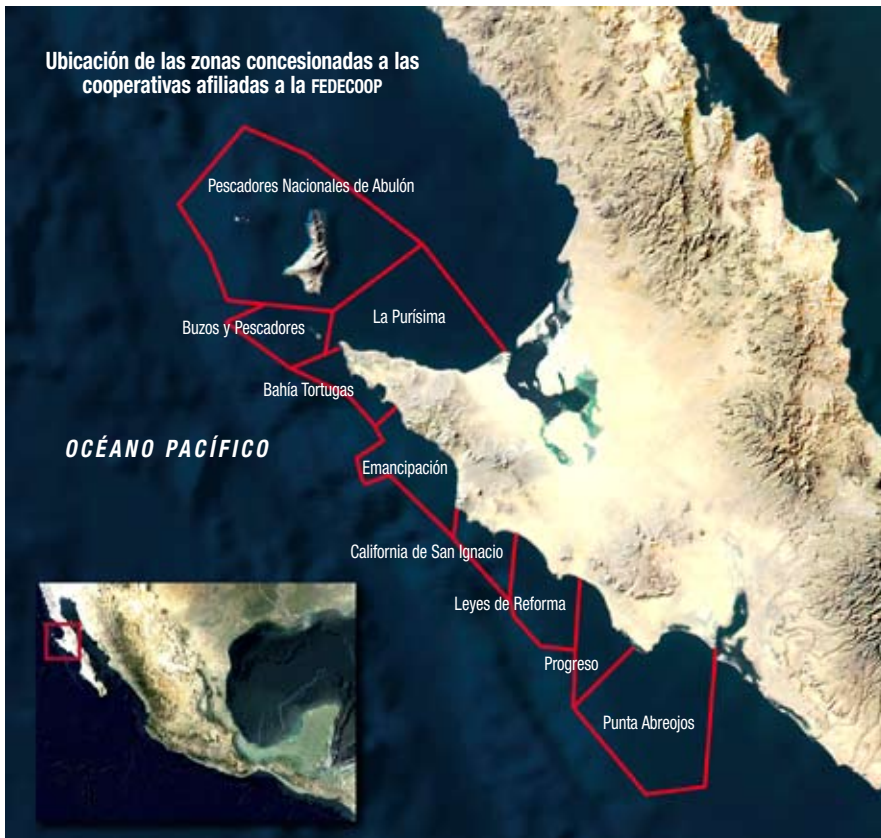 Ubicación de las zonas concesionadas a las
cooperativas afiliadas a la FEDECOOP
Pescadores Nacionales de Abulón
La Purísima
Buzos y Pescadores
Bahía Tortugas
OCÉANO PACÍFICO
Emancipación
California de San Ignacio
Leyes de Reforma
Progreso
Punta Abreojos